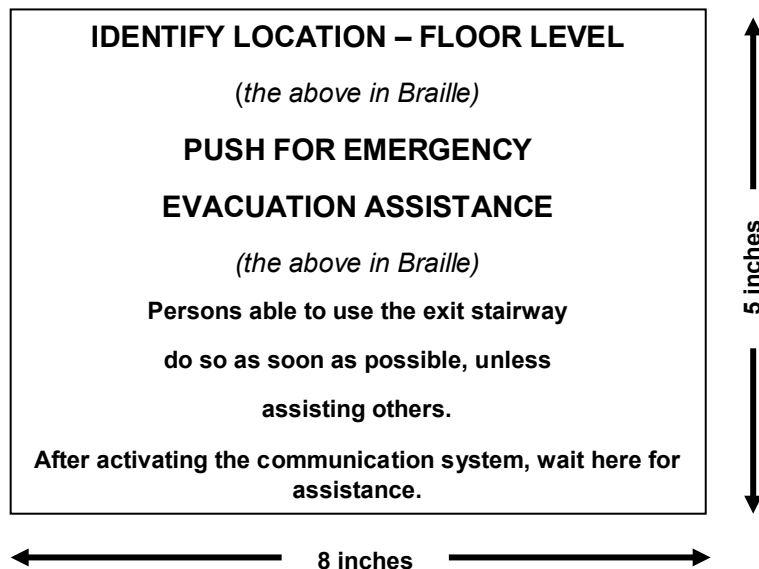 IDENTIFY LOCATION – FLOOR LEVEL
(the above in Braille)
PUSH FOR EMERGENCY
EVACUATION ASSISTANCE
(the above in Braille)
Persons able to use the exit stairway
do so as soon as possible, unless
assisting others.
After activating the communication system, wait here for
assistance.
5 inches
8 inches